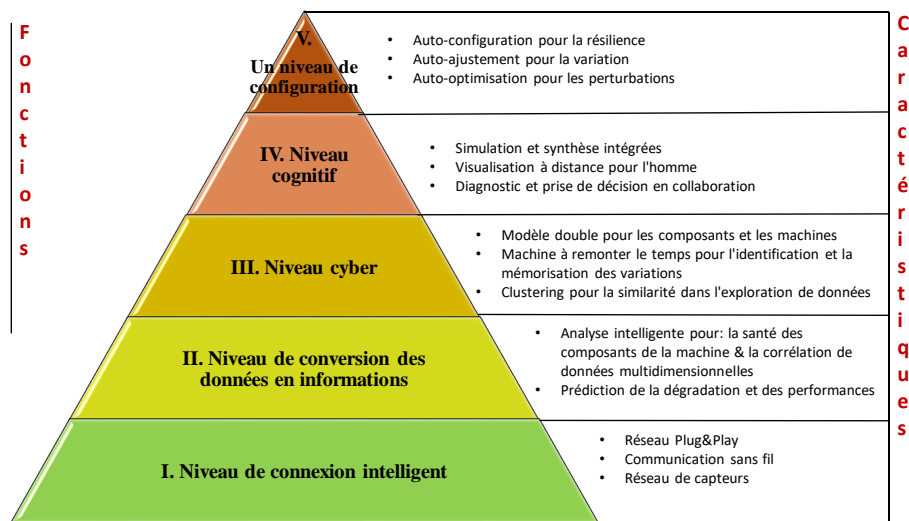 Fonctions
Caractéristiques
V.
Un niveau de
configuration
• Auto-configuration pour la résilience
• Auto-ajustement pour la variation
• Auto-optimisation pour les perturbations
IV. Niveau
cognitif
• Simulation et synthèse intégrées
• Visualisation à distance pour l'homme
• Diagnostic et prise de décision en collaboration
III. Niveau cyber
• Modèle double pour les composants et les machines
• Machine à remonter le temps pour l'identification et la
mémorisation des variations
• Clustering pour la similarité dans l'exploration de données
II. Niveau de conversion des
données en informations
• Analyse intelligente pour: la santé des
composants de la machine & la corrélation de
données multidimensionnelles
• Prédiction de la dégradation et des performances
I. Niveau de connexion intelligent
• Réseau Plug&Play
• Communication sans fil
• Réseau de capteurs